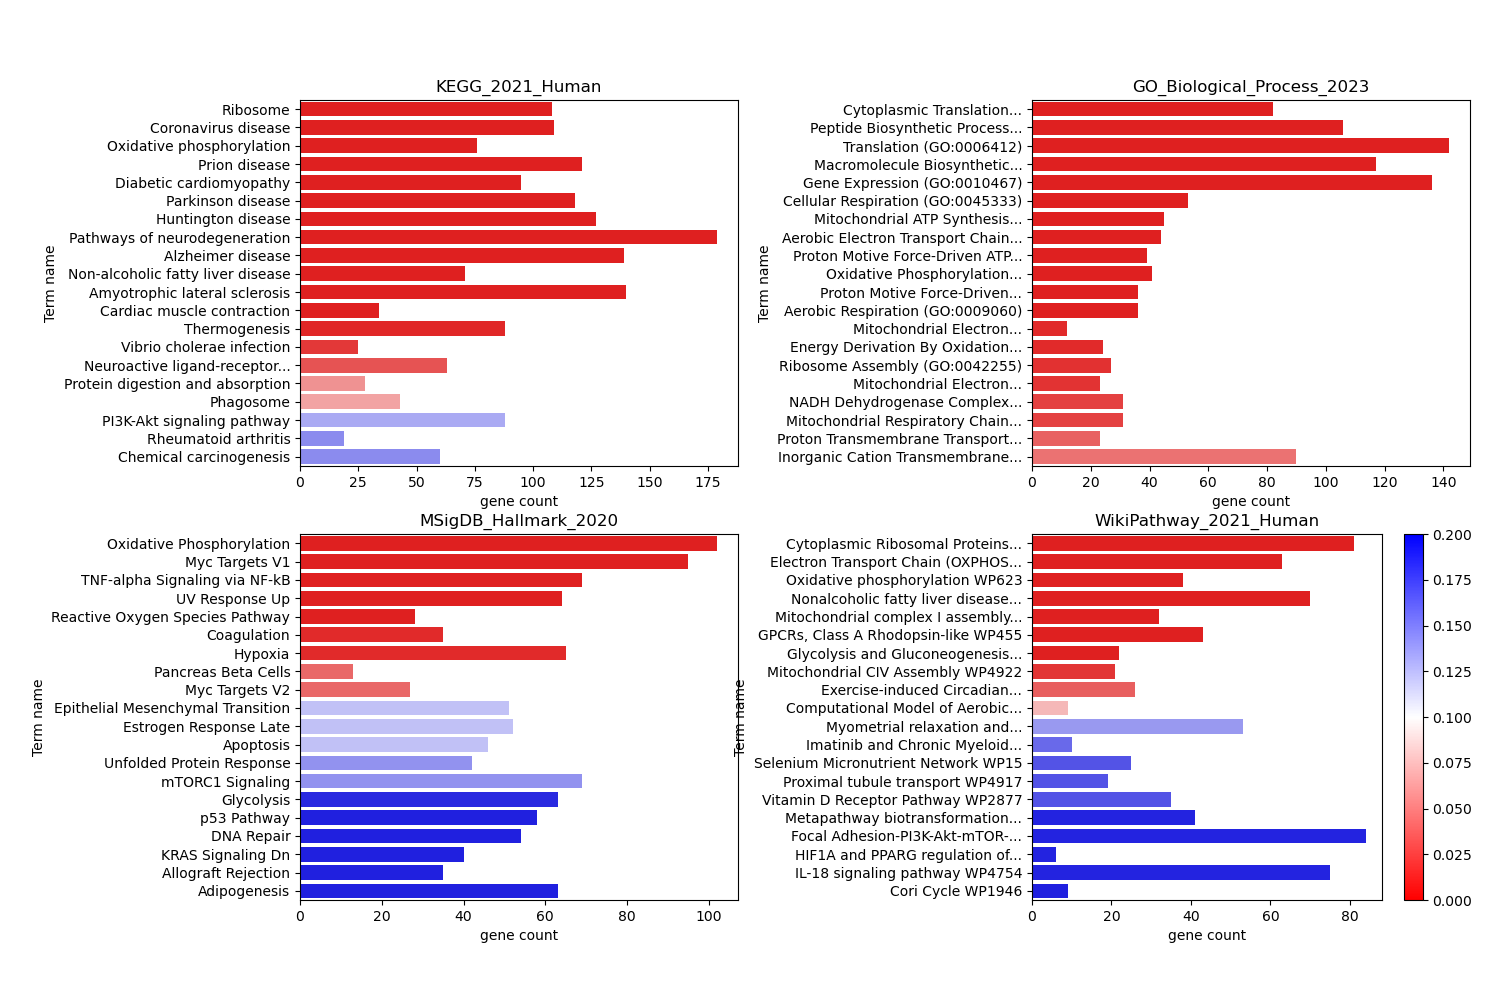 KEGG_2021_Human
Term name
Ribosome
Coronavirus disease
Oxidative phosphorylation
Prion disease
Diabetic cardiomyopathy
Parkinson disease
Huntington disease
Pathways of neurodegeneration
Alzheimer disease
Non-alcoholic fatty liver disease
Amyotrophic lateral sclerosis
Cardiac muscle contraction
Thermogenesis
Vibrio cholerae infection
Neuroactive ligand-receptor...
Protein digestion and absorption
Phagosome
PI3K-Akt signaling pathway
Rheumatoid arthritis
Chemical carcinogenesis
0 25 50 75 100 125 150 175
gene count
GO_Biological_Process_2023
Term name
Cytoplasmic Translation...
Peptide Biosynthetic Process...
Translation (GO:0006412)
Macromolecule Biosynthetic...
Gene Expression (GO:0010467)
Cellular Respiration (GO:0045333)
Mitochondrial ATP Synthesis...
Aerobic Electron Transport Chain...
Proton Motive Force-Driven ATP...
Oxidative Phosphorylation...
Proton Motive Force-Driven...
Aerobic Respiration (GO:0009060)
Mitochondrial Electron...
Energy Derivation By Oxidation...
Ribosome Assembly (GO:0042255)
Mitochondrial Electron...
NADH Dehydrogenase Complex...
Mitochondrial Respiratory Chain...
Proton Transmembrane Transport...
Inorganic Cation Transmembrane...
0 20 40 60 80 100 120 140
gene count
MSigDB_Hallmark_2020
Term name
Oxidative Phosphorylation
Myc Targets V1
TNF-alpha Signaling via NF-kB
UV Response Up
Reactive Oxygen Species Pathway
Coagulation
Hypoxia
Pancreas Beta Cells
Myc Targets V2
Epithelial Mesenchymal Transition
Estrogen Response Late
Apoptosis
Unfolded Protein Response
mTORC1 Signaling
Glycolysis
p53 Pathway
DNA Repair
KRAS Signaling Dn
Allograft Rejection
Adipogenesis
0 20 40 60 80 100
gene count
WikiPathway_2021_Human
Term name
Cytoplasmic Ribosomal Proteins...
Electron Transport Chain (OXPHOS...
Oxidative phosphorylation WP623
Nonalcoholic fatty liver disease...
Mitochondrial complex I assembly...
GPCRs, Class A Rhodopsin-like WP455
Glycolysis and Gluconeogenesis...
Mitochondrial CIV Assembly WP4922
Exercise-induced Circadian...
Computational Model of Aerobic...
Myometrial relaxation and...
Imatinib and Chronic Myeloid...
Selenium Micronutrient Network WP15
Proximal tubule transport WP4917
Vitamin D Receptor Pathway WP2877
Metapathway biotransformation...
Focal Adhesion-PI3K-Akt-mTOR-...
HIF1A and PPARG regulation of...
IL-18 signaling pathway WP4754
Cori Cycle WP1946
0 20 40 60 80
gene count
0.200
0.175
0.150
0.125
0.100
0.075
0.050
0.025
0.000